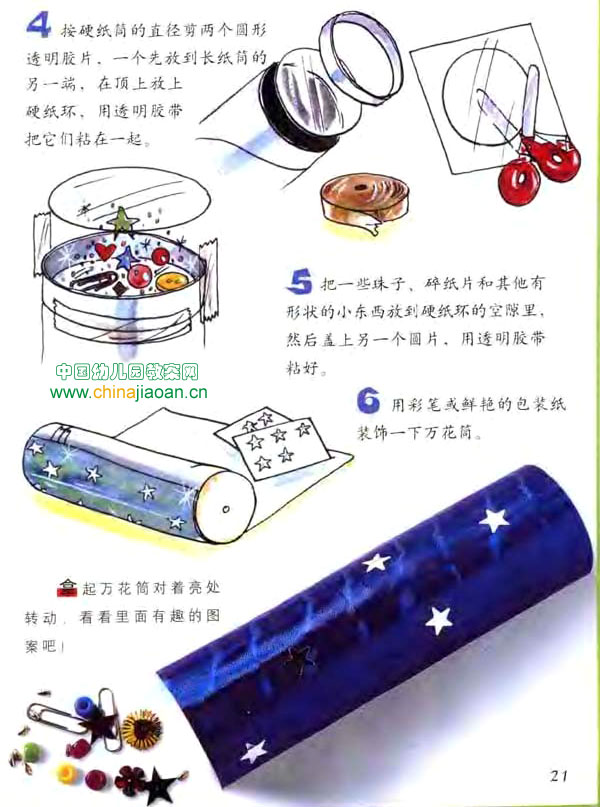 4 按硬纸筒的直径剪两个圆形
透明胶片，一个先放到长纸筒的
另一端，在顶上放上
硬纸环，用透明胶带
把它们粘在一起。
5 把一些珠子、碎纸片和其他有
形状的小东西放到硬纸环的空隙里，
然后盖上另一个圆片，用透明胶带
粘好。
中国幼儿园教案网
www.chinajiaoan.cn
6 用彩笔或鲜艳的包装纸
装饰一下万花筒。
拿起万花筒对着亮处
转动，看看里面有趣的图
案吧！
21